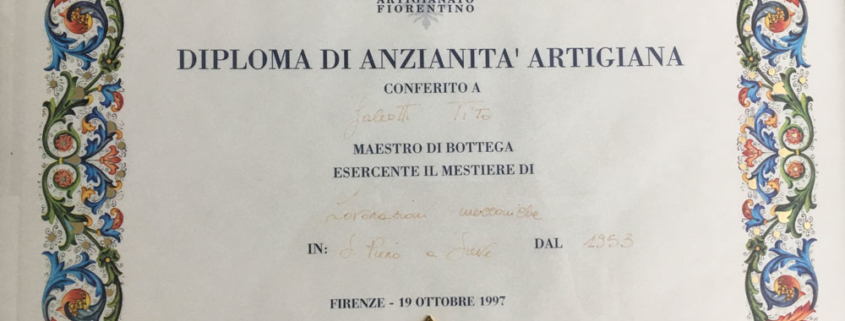 ARTIGIANATO
FIORENTINO
DIPLOMA DI ANZIANITA' ARTIGIANA
CONFERITO A
Galeotti Tito
MAESTRO DI BOTTEGA
ESERCENTE IL MESTIERE DI
Lavorazioni meccaniche
IN: S. Piero a Sieve DAL 1953
FIRENZE - 19 OTTOBRE 1997